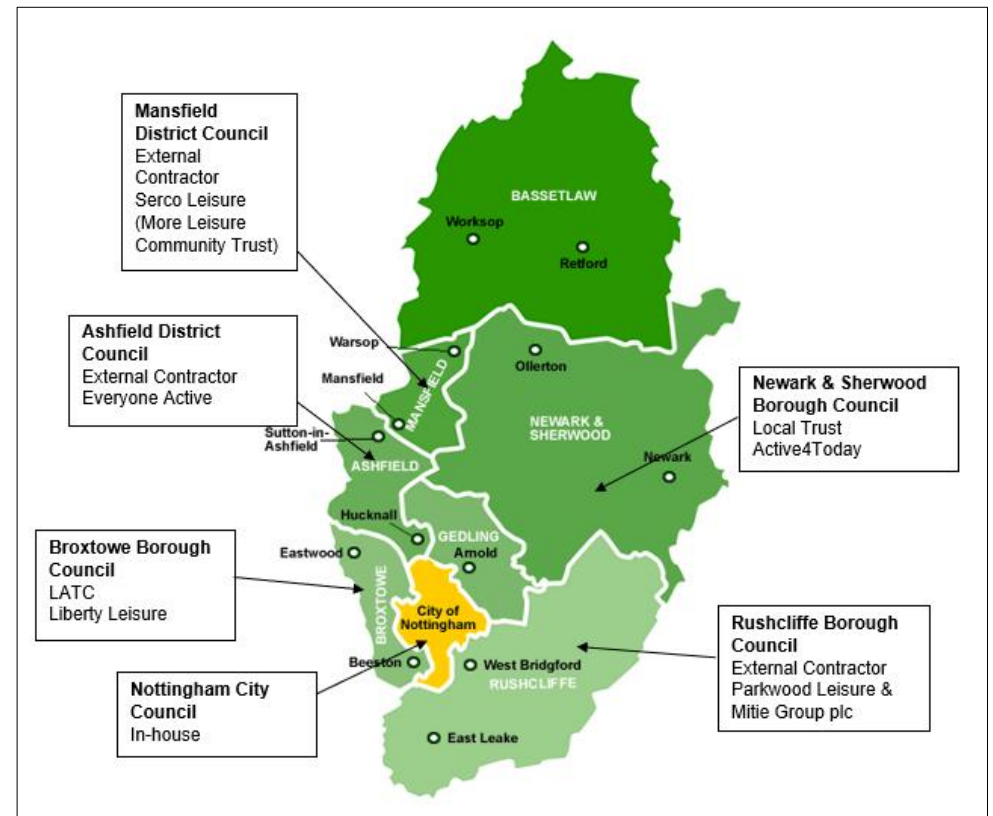 Mansfield
District Council
External
Contractor
Serco Leisure
(More Leisure
Community Trust)
BASSETLAW
Worksop
Retford
Ashfield District
Council
External Contractor
Everyone Active
Warsop
Mansfield
MANSFIELD
Ollerton
NEWARK &
SHERWOOD
Newark
Newark & Sherwood
Borough Council
Local Trust
Active4Today
Sutton-in-
Ashfield
ASHFIELD
Hucknall
GEDLING
Arnold
Eastwood
BROXTOWE
Broxtowe Borough
Council
LATC
Liberty Leisure
City of
Nottingham
Beeston
West Bridgford
RUSHCLIFFE
East Leake
Rushcliffe Borough
Council
External Contractor
Parkwood Leisure &
Mitie Group plc
Nottingham City
Council
In-house